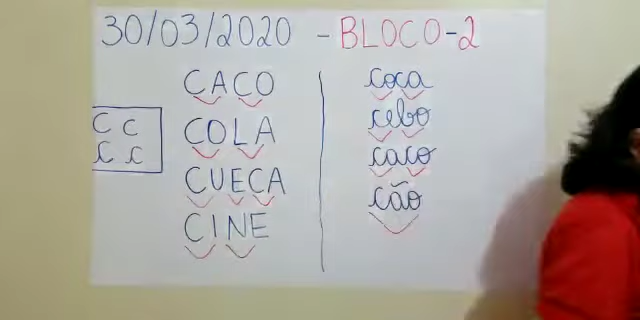 30/03/2020 - BLOCO-2
C C
C c
CACO
COLA
CUECA
CINE
coca
cebo
caco
cão